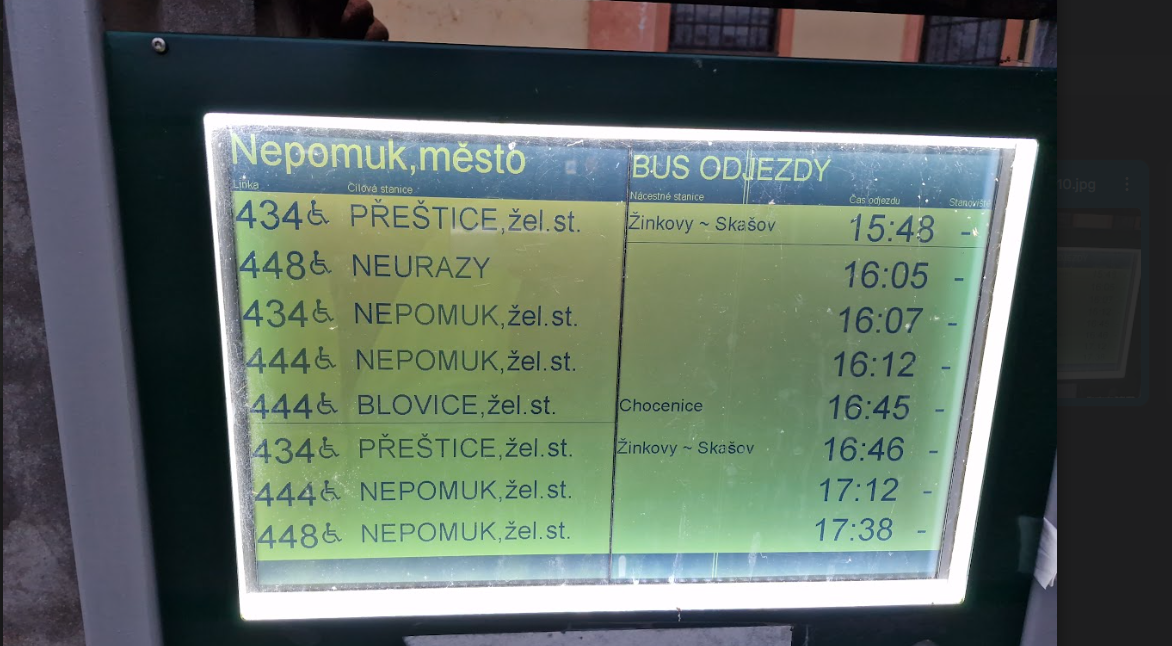 Nepomuk,město BUS ODJEZDY
Linka Cílová stanice Nácestné stanice Čas odjezdu Stanoviště
434 PŘEŠTICE,žel.st. Žinkovy ~ Skašov 15:48 -
448 NEURAZY 16:05 -
434 NEPOMUK,žel.st. 16:07 -
444 NEPOMUK,žel.st. 16:12 -
444 BLOVICE,žel.st. Chocenice 16:45 -
434 PŘEŠTICE,žel.st. Žinkovy ~ Skašov 16:46 -
444 NEPOMUK,žel.st. 17:12 -
448 NEPOMUK,žel.st. 17:38 -